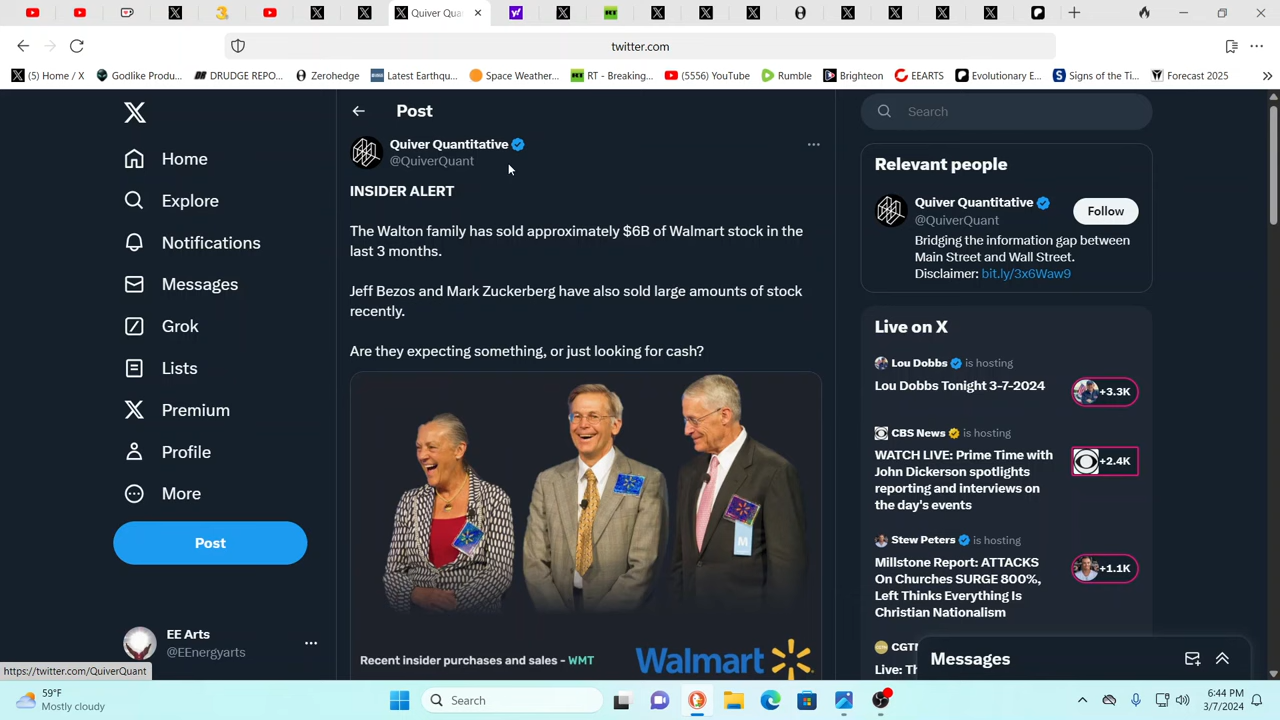 Quiver Qua
twitter.com
(5) Home / X
Godlike Produ...
DRUDGE REPO...
Zerohedge
Latest Earthqu...
Space Weather...
RT - Breaking...
(5556) YouTube
Rumble
Brighteon
EEARTS
Evolutionary E...
Signs of the Ti...
Forecast 2025
Home
Explore
Notifications
Messages
Grok
Lists
Premium
Profile
More
Post
EE Arts
@EEnergyarts
https://twitter.com/QuiverQuant
Post
Quiver Quantitative
@QuiverQuant
INSIDER ALERT
The Walton family has sold approximately $6B of Walmart stock in the
last 3 months.
Jeff Bezos and Mark Zuckerberg have also sold large amounts of stock
recently.
Are they expecting something, or just looking for cash?
M
Recent insider purchases and sales - WMT
Walmart
Search
Relevant people
Quiver Quantitative
@QuiverQuant
Follow
Bridging the information gap between
Main Street and Wall Street.
Disclaimer: bit.ly/3x6Waw9
Live on X
Lou Dobbs is hosting
Lou Dobbs Tonight 3-7-2024
+3.3K
CBS News is hosting
WATCH LIVE: Prime Time with
John Dickerson spotlights
reporting and interviews on
the day's events
+2.4K
Stew Peters is hosting
Millstone Report: ATTACKS
On Churches SURGE 800%,
Left Thinks Everything Is
Christian Nationalism
+1.1K
Messages
59°F
Mostly cloudy
Search
6:44 PM
3/7/2024